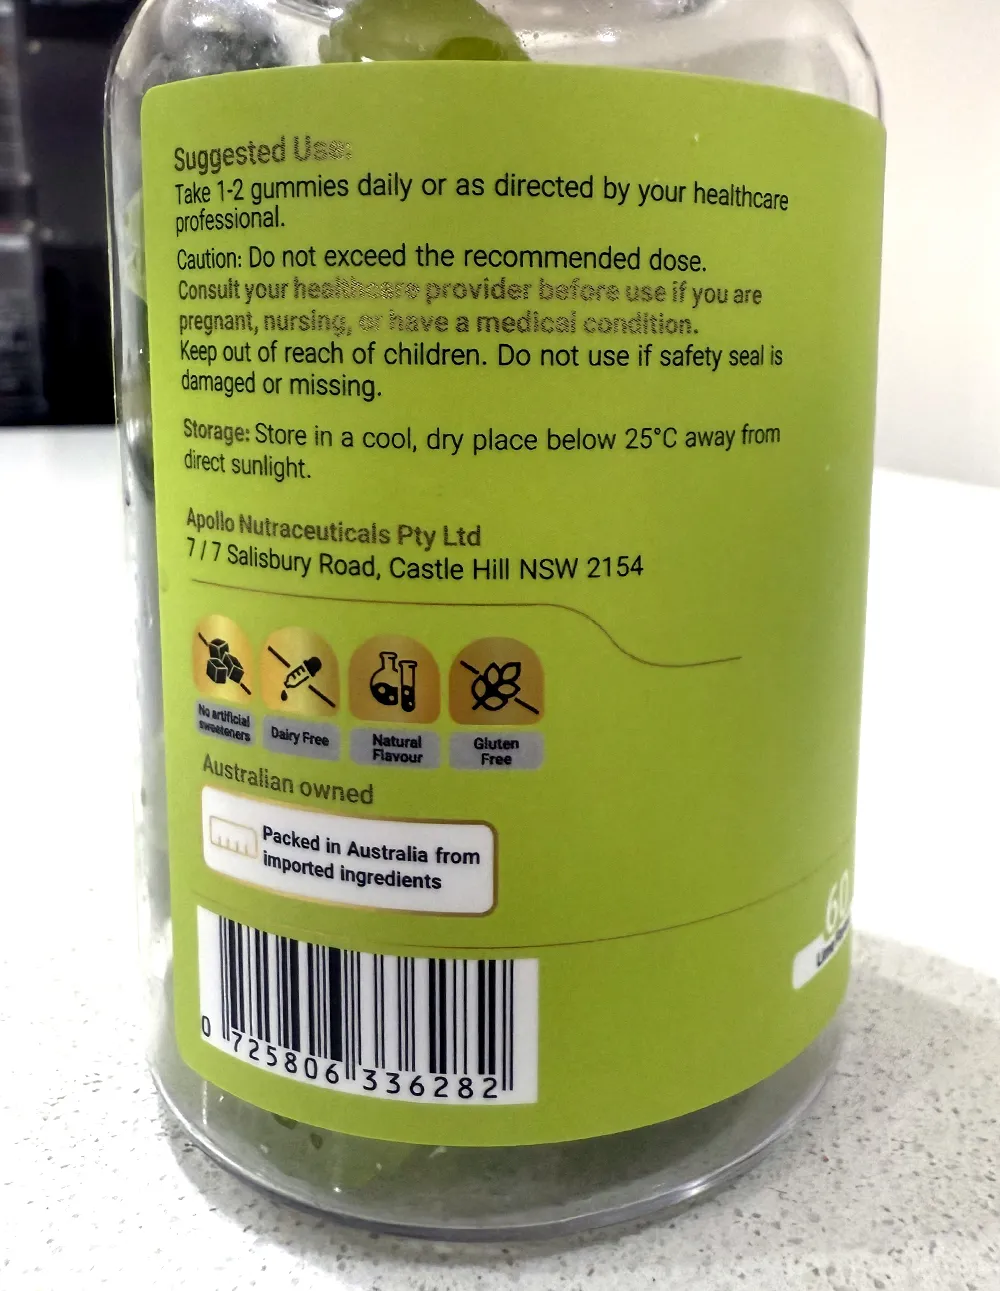 Suggested Use:
Take 1-2 gummies daily or as directed by your healthcare
professional.
Caution: Do not exceed the recommended dose.
Consult your healthcare provider before use if you are
pregnant, nursing, or have a medical condition.
Keep out of reach of children. Do not use if safety seal is
damaged or missing.
Storage: Store in a cool, dry place below 25°C away from
direct sunlight.
Apollo Nutraceuticals Pty Ltd
7/7 Salisbury Road, Castle Hill NSW 2154
No artificial
sweeteners
Dairy Free
Natural
Flavour
Gluten
Free
Australian owned
Packed in Australia from
imported ingredients
60
0 725806 336282